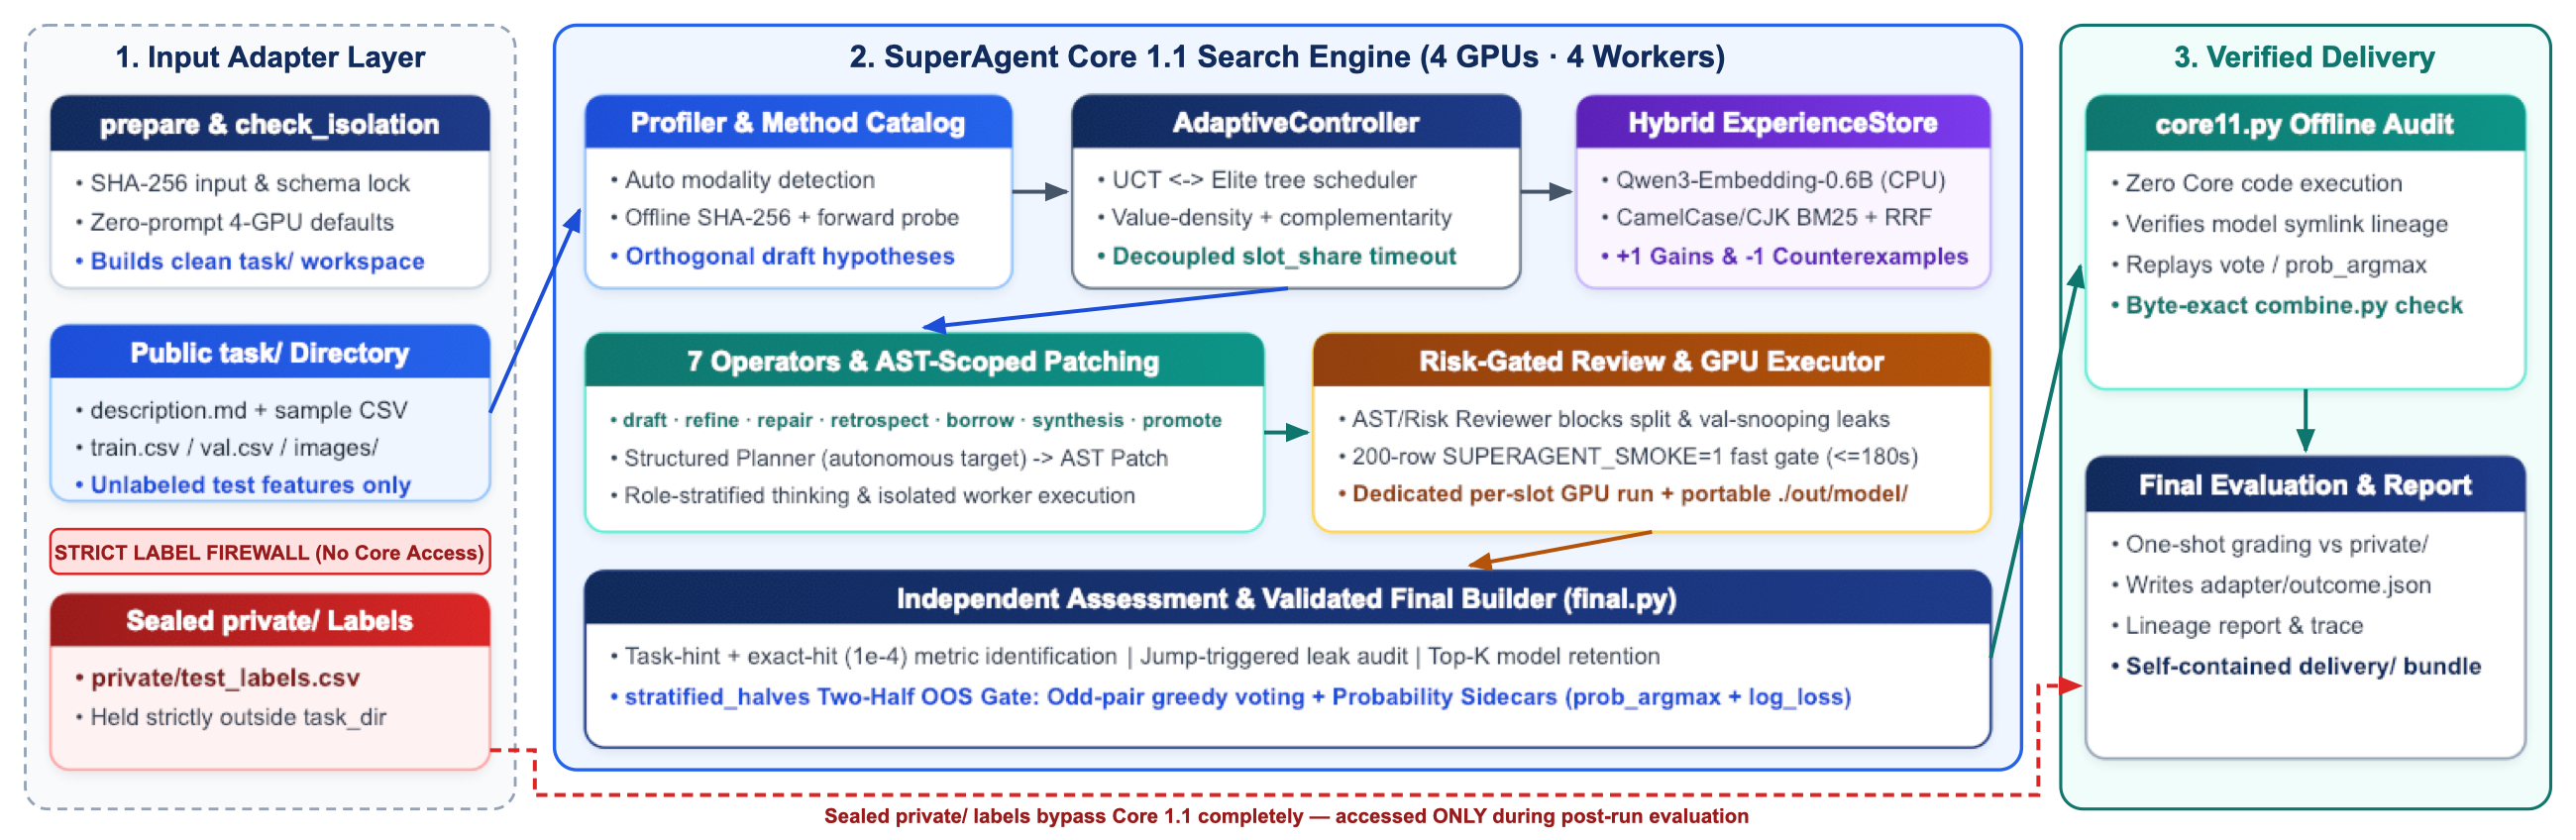 1. Input Adapter Layer
prepare & check_isolation
• SHA-256 input & schema lock
• Zero-prompt 4-GPU defaults
• Builds clean task/ workspace
Public task/ Directory
• description.md + sample CSV
• train.csv / val.csv / images/
• Unlabeled test features only
STRICT LABEL FIREWALL (No Core Access)
Sealed private/ Labels
• private/test_labels.csv
• Held strictly outside task_dir
2. SuperAgent Core 1.1 Search Engine (4 GPUs · 4 Workers)
Profiler & Method Catalog
• Auto modality detection
• Offline SHA-256 + forward probe
• Orthogonal draft hypotheses
AdaptiveController
• UCT <-> Elite tree scheduler
• Value-density + complementarity
• Decoupled slot_share timeout
Hybrid ExperienceStore
• Qwen3-Embedding-0.6B (CPU)
• CamelCase/CJK BM25 + RRF
• +1 Gains & -1 Counterexamples
7 Operators & AST-Scoped Patching
• draft · refine · repair · retrospect · borrow · synthesis · promote
• Structured Planner (autonomous target) -> AST Patch
• Role-stratified thinking & isolated worker execution
Risk-Gated Review & GPU Executor
• AST/Risk Reviewer blocks split & val-snooping leaks
• 200-row SUPERAGENT_SMOKE=1 fast gate (<=180s)
• Dedicated per-slot GPU run + portable ./out/model/
Independent Assessment & Validated Final Builder (final.py)
• Task-hint + exact-hit (1e-4) metric identification | Jump-triggered leak audit | Top-K model retention
• stratified_halves Two-Half OOS Gate: Odd-pair greedy voting + Probability Sidecars (prob_argmax + log_loss)
3. Verified Delivery
core11.py Offline Audit
• Zero Core code execution
• Verifies model symlink lineage
• Replays vote / prob_argmax
• Byte-exact combine.py check
Final Evaluation & Report
• One-shot grading vs private/
• Writes adapter/outcome.json
• Lineage report & trace
• Self-contained delivery/ bundle
Sealed private/ labels bypass Core 1.1 completely — accessed ONLY during post-run evaluation